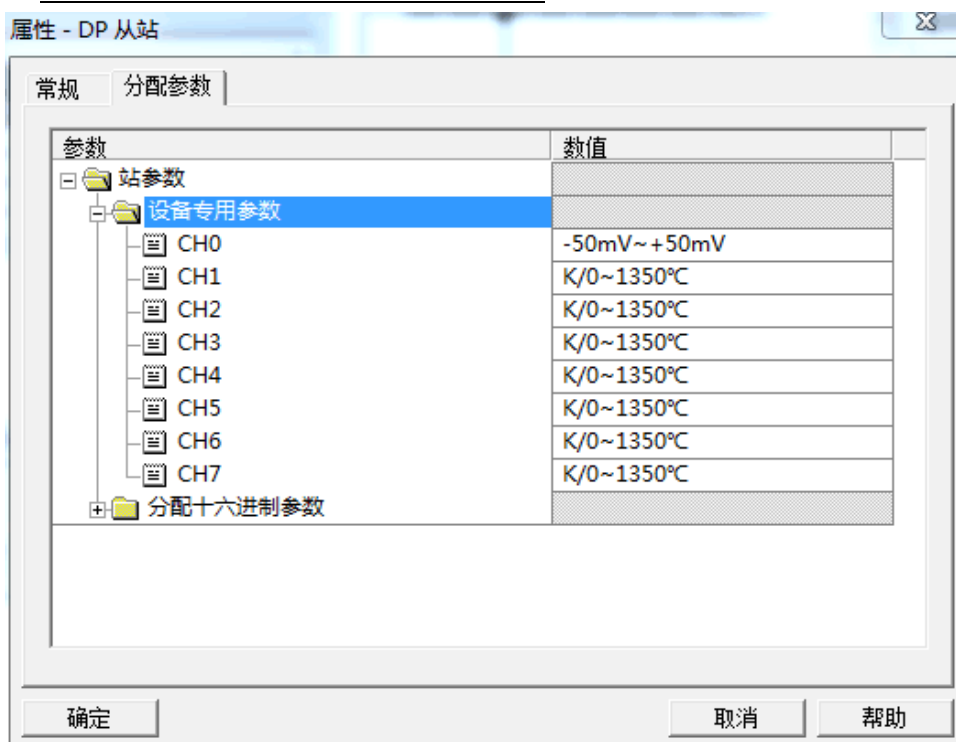 属性 - DP 从站
常规 分配参数
参数 数值
站参数
设备专用参数
CH0 -50mV~+50mV
CH1 K/0~1350℃
CH2 K/0~1350℃
CH3 K/0~1350℃
CH4 K/0~1350℃
CH5 K/0~1350℃
CH6 K/0~1350℃
CH7 K/0~1350℃
分配十六进制参数
确定 取消 帮助